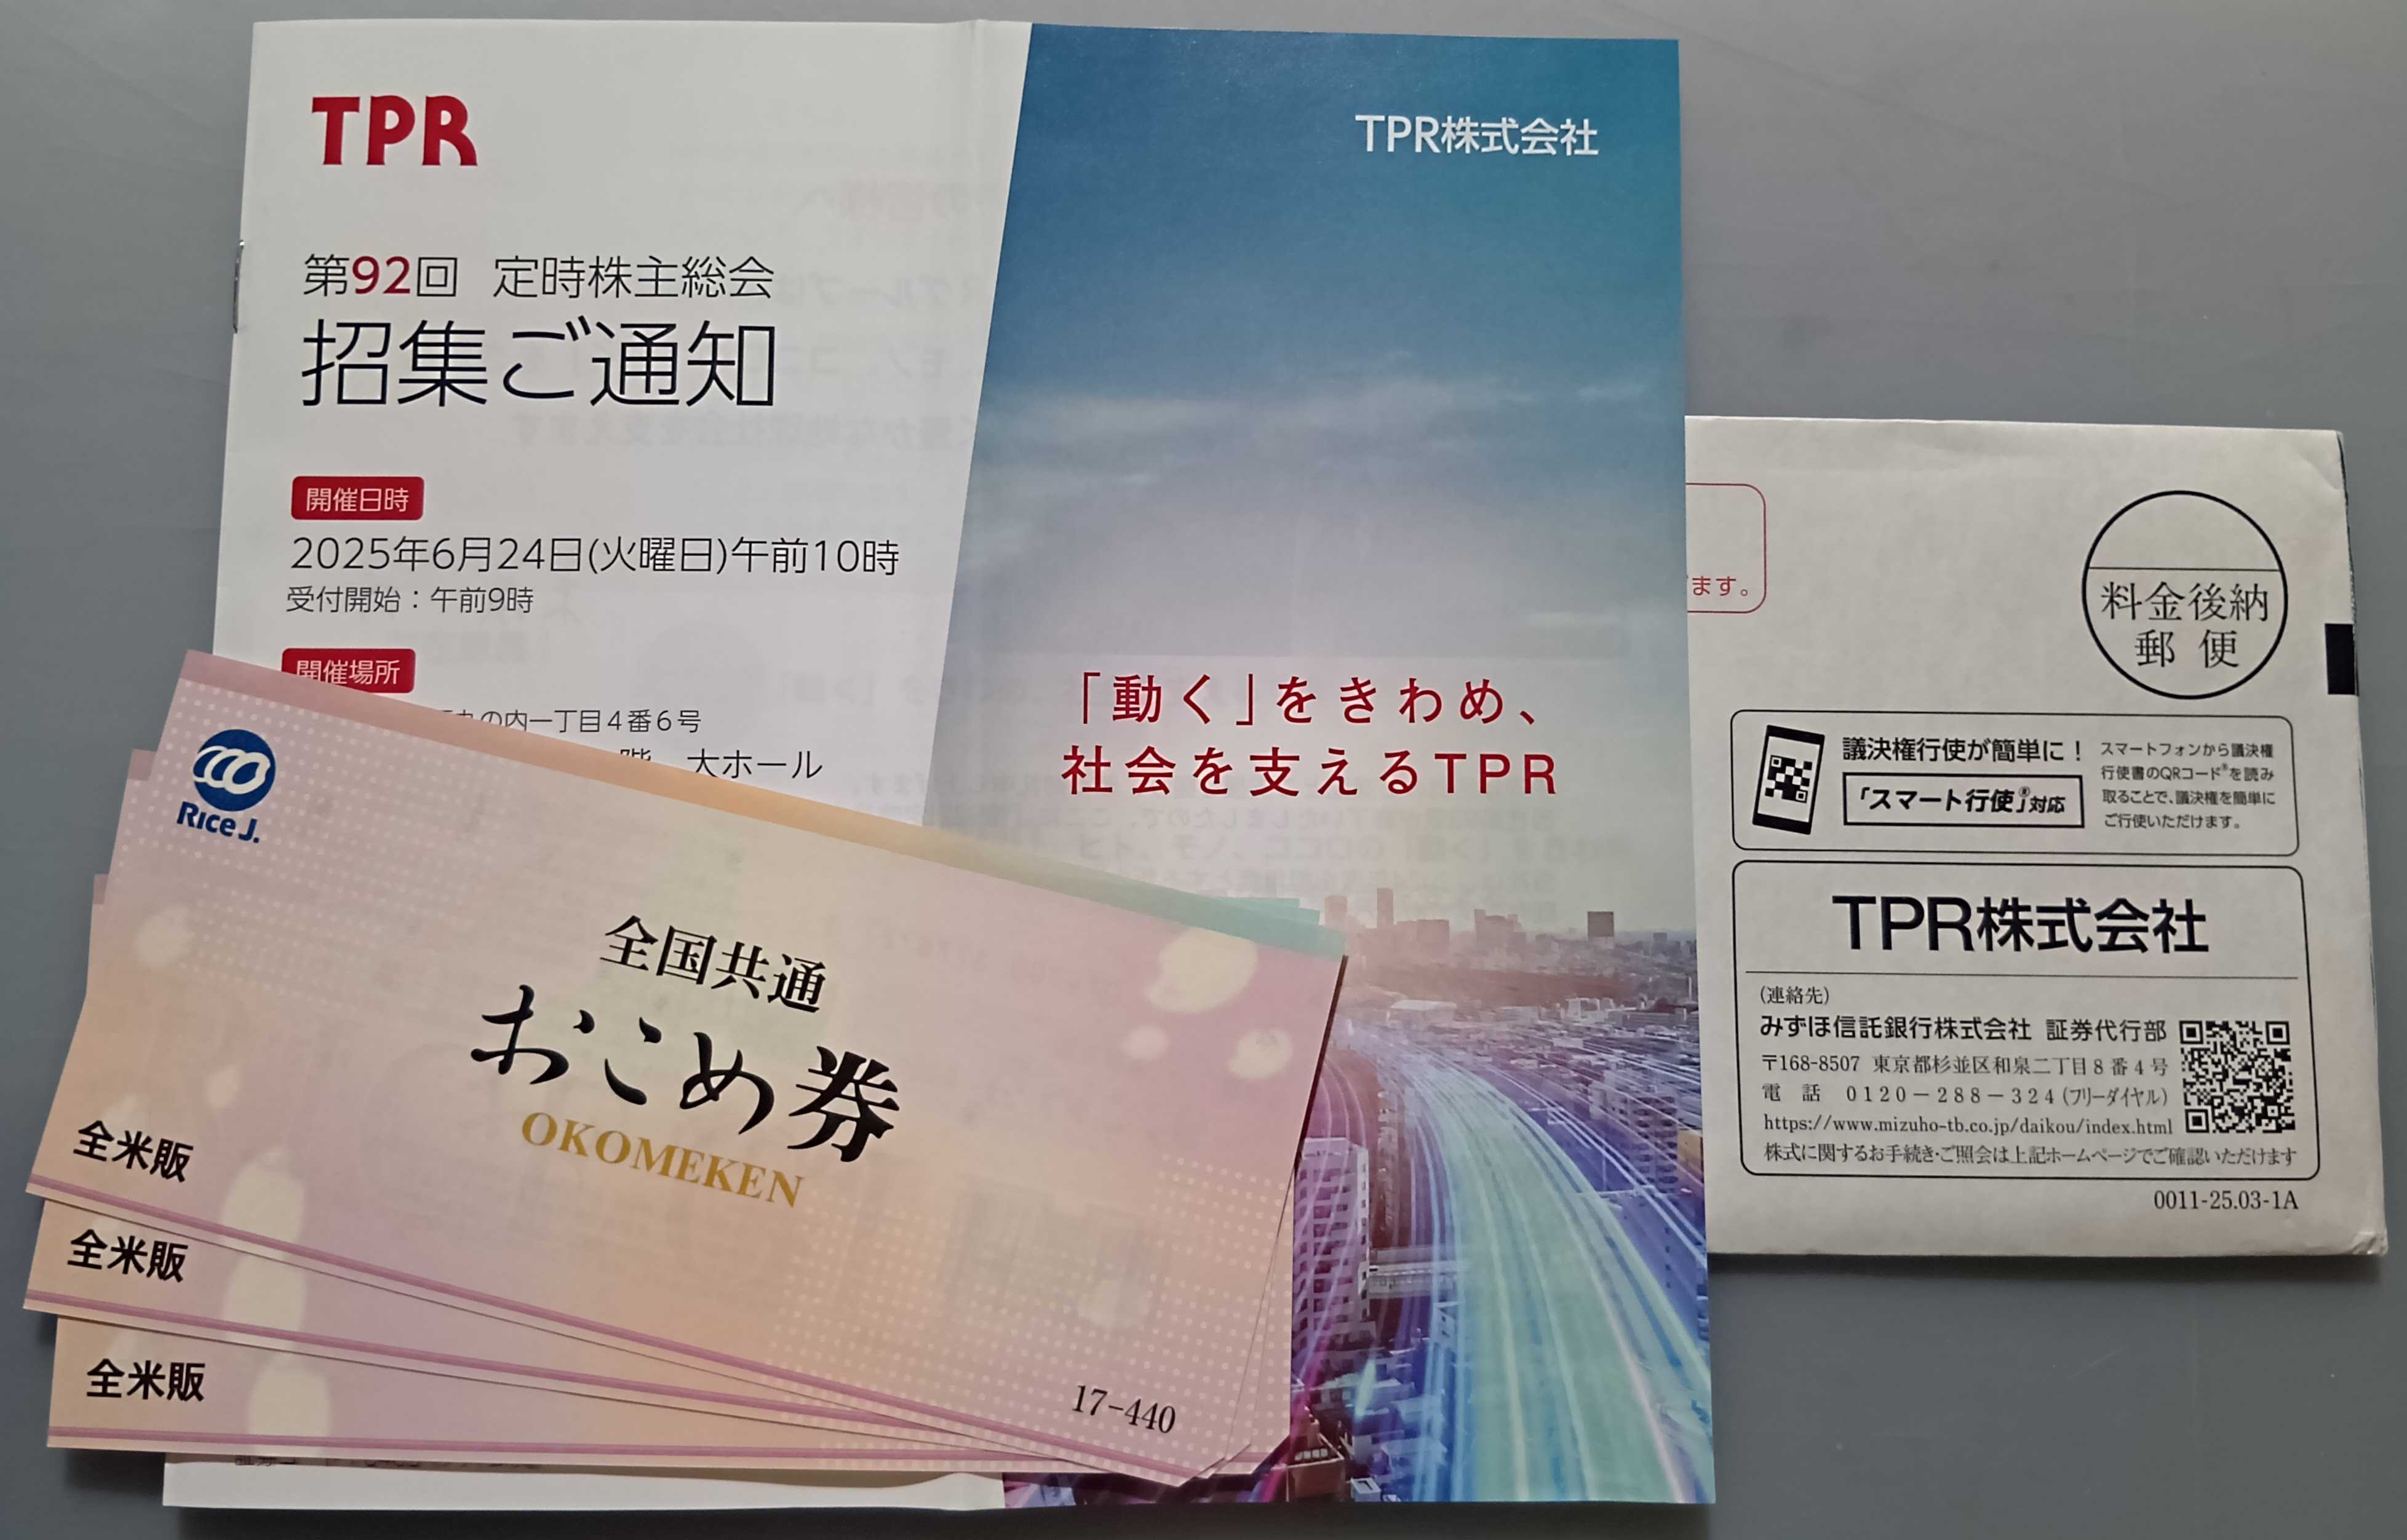 TPR
第92回 定時株主総会
招集ご通知
開催日時
2025年6月24日(火曜日)午前10時
受付開始:午前9時
開催場所
の内一丁目4番6号
階 大ホール
TPR株式会社
「動く」をきわめ、
社会を支えるTPR
Rice J.
全国共通
おこめ券
OKOMEKEN
全米販
17-440
全米販
全米販
ます。
料金後納
郵便
議決権行使が簡単に!
「スマート行使」®対応
スマートフォンから議決権
行使書のQRコード®を読み
取ることで、議決権を簡単に
ご行使いただけます。
TPR株式会社
(連絡先)
みずほ信託銀行株式会社 証券代行部
〒168-8507 東京都杉並区和泉二丁目8番4号
電話 0120-288-324(フリーダイヤル)
https://www.mizuho-tb.co.jp/daikou/index.html
株式に関するお手続き・ご照会は上記ホームページでご確認いただけます
0011-25.03-1A